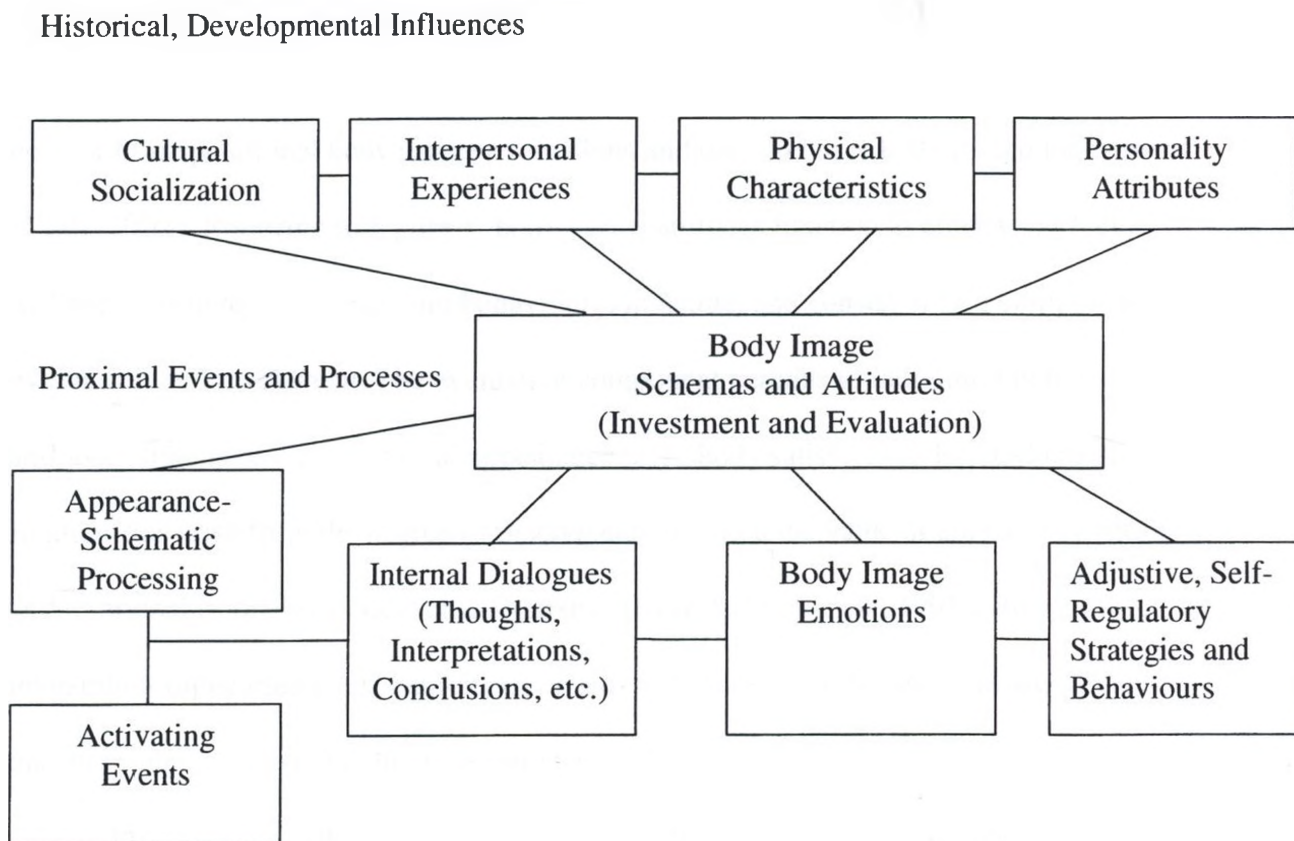 Historical, Developmental Influences
Cultural
Socialization
Interpersonal
Experiences
Physical
Characteristics
Personality
Attributes
Body Image
Schemas and Attitudes
(Investment and Evaluation)
Proximal Events and Processes
Appearance-
Schematic
Processing
Internal Dialogues
(Thoughts,
Interpretations,
Conclusions, etc.)
Body Image
Emotions
Adjustive, Self-
Regulatory
Strategies and
Behaviours
Activating
Events